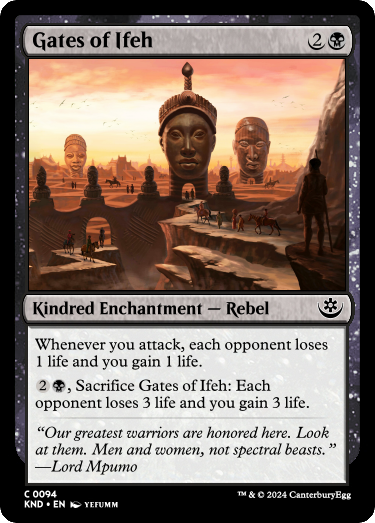 Gates of Ifeh 2
Kindred Enchantment — Rebel
Whenever you attack, each opponent loses
1 life and you gain 1 life.
2, Sacrifice Gates of Ifeh: Each
opponent loses 3 life and you gain 3 life.
“Our greatest warriors are honored here. Look
at them. Men and women, not spectral beasts.”
—Lord Mpumo
C 0094
KND • EN YEFUMM
™ & © 2024 CanterburyEgg